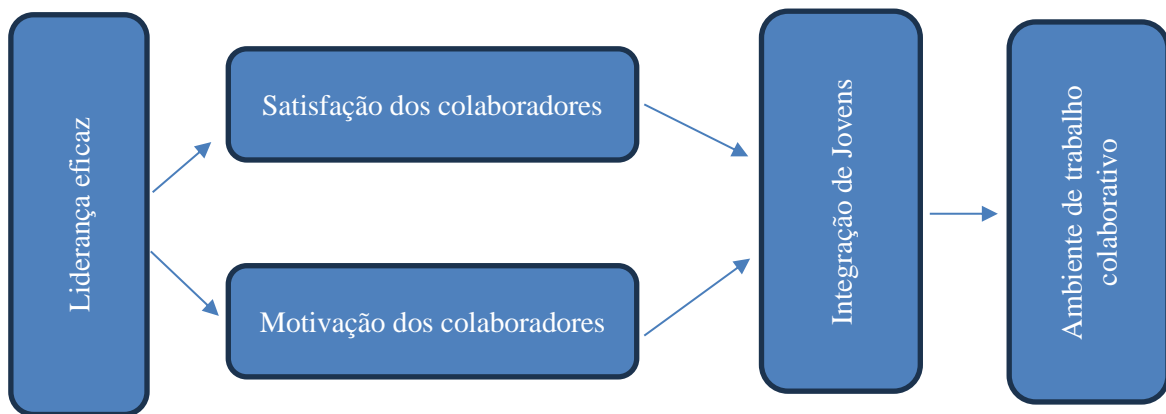 Liderança eficaz
Satisfação dos colaboradores
Motivação dos colaboradores
Integração de Jovens
Ambiente de trabalho
colaborativo